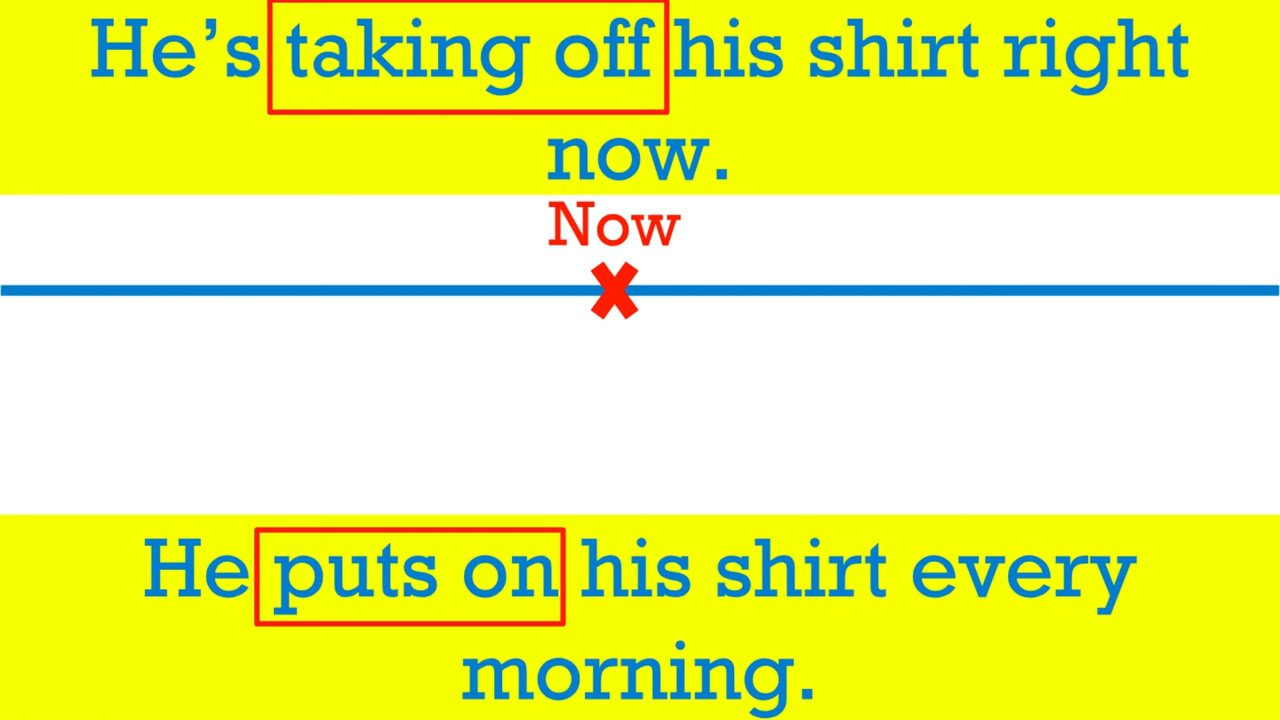 He’s taking off his shirt right
now.
Now
He puts on his shirt every
morning.